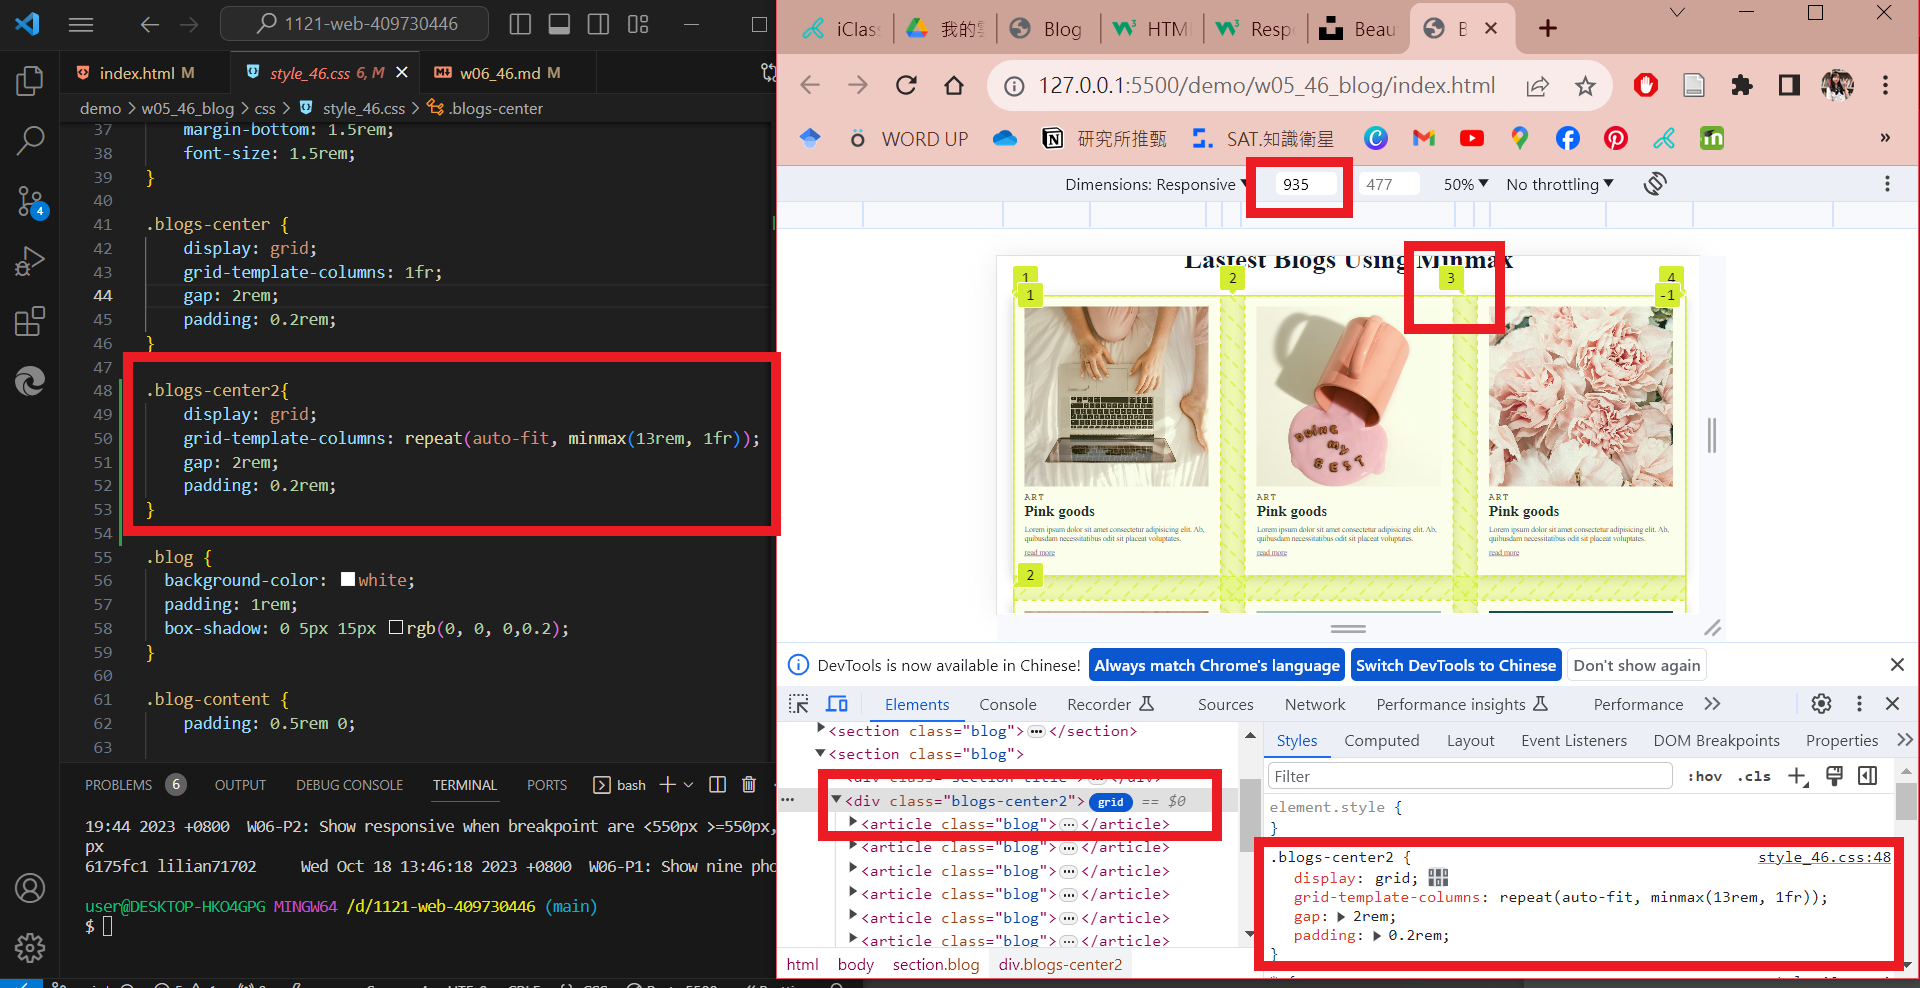 1121-web-409730446
index.html M
style_46.css 6, M
w06_46.md M
demo > w05_46_blog > css > style_46.css > .blogs-center
37 margin-bottom: 1.5rem;
38 font-size: 1.5rem;
39 }
40
41 .blogs-center {
42 display: grid;
43 grid-template-columns: 1fr;
44 gap: 2rem;
45 padding: 0.2rem;
46 }
47
48 .blogs-center2{
49 display: grid;
50 grid-template-columns: repeat(auto-fit, minmax(13rem, 1fr));
51 gap: 2rem;
52 padding: 0.2rem;
53 }
54
55 .blog {
56 background-color: white;
57 padding: 1rem;
58 box-shadow: 0 5px 15px rgb(0, 0, 0,0.2);
59 }
60
61 .blog-content {
62 padding: 0.5rem 0;
63
4
PROBLEMS 6 OUTPUT DEBUG CONSOLE TERMINAL PORTS bash
19:44 2023 +0800 W06-P2: Show responsive when breakpoint are <550px >=550px,
px
6175fc1 lilian71702 Wed Oct 18 13:46:18 2023 +0800 W06-P1: Show nine pho
user@DESKTOP-HKO4GPG MINGW64 /d/1121-web-409730446 (main)
$
iClas 我的 Blog HTM Resp Beau B
127.0.0.1:5500/demo/w05_46_blog/index.html
WORD UP 研究所推甄 SAT.知識衛星
Dimensions: Responsive 935 477 50% No throttling
Lastest Blogs Using Minmax
1 2 3 4
1 -1
DOING MY BEST
ART ART ART
Pink goods Pink goods Pink goods
Lorem ipsum dolor sit amet consectetur adipisicing elit. Ab, Lorem ipsum dolor sit amet consectetur adipisicing elit. Ab, Lorem ipsum dolor sit amet consectetur adipisicing elit. Ab,
quibusdam necessitatibus odit sit placeat voluptates. quibusdam necessitatibus odit sit placeat voluptates. quibusdam necessitatibus odit sit placeat voluptates.
read more read more read more
2
DevTools is now available in Chinese! Always match Chrome's language Switch DevTools to Chinese Don't show again
Elements Console Recorder Sources Network Performance insights Performance
<section class="blog">…</section>
<section class="blog">
<div class="section-title">…</div>
<div class="blogs-center2"> grid == $0
<article class="blog">…</article>
<article class="blog">…</article>
<article class="blog">…</article>
<article class="blog">…</article>
<article class="blog">…</article>
<article class="blog">…</article>
html body section.blog div.blogs-center2
Styles Computed Layout Event Listeners DOM Breakpoints Properties
Filter :hov .cls
element.style {
}
.blogs-center2 { style_46.css:48
display: grid;
grid-template-columns: repeat(auto-fit, minmax(13rem, 1fr));
gap: 2rem;
padding: 0.2rem;
}